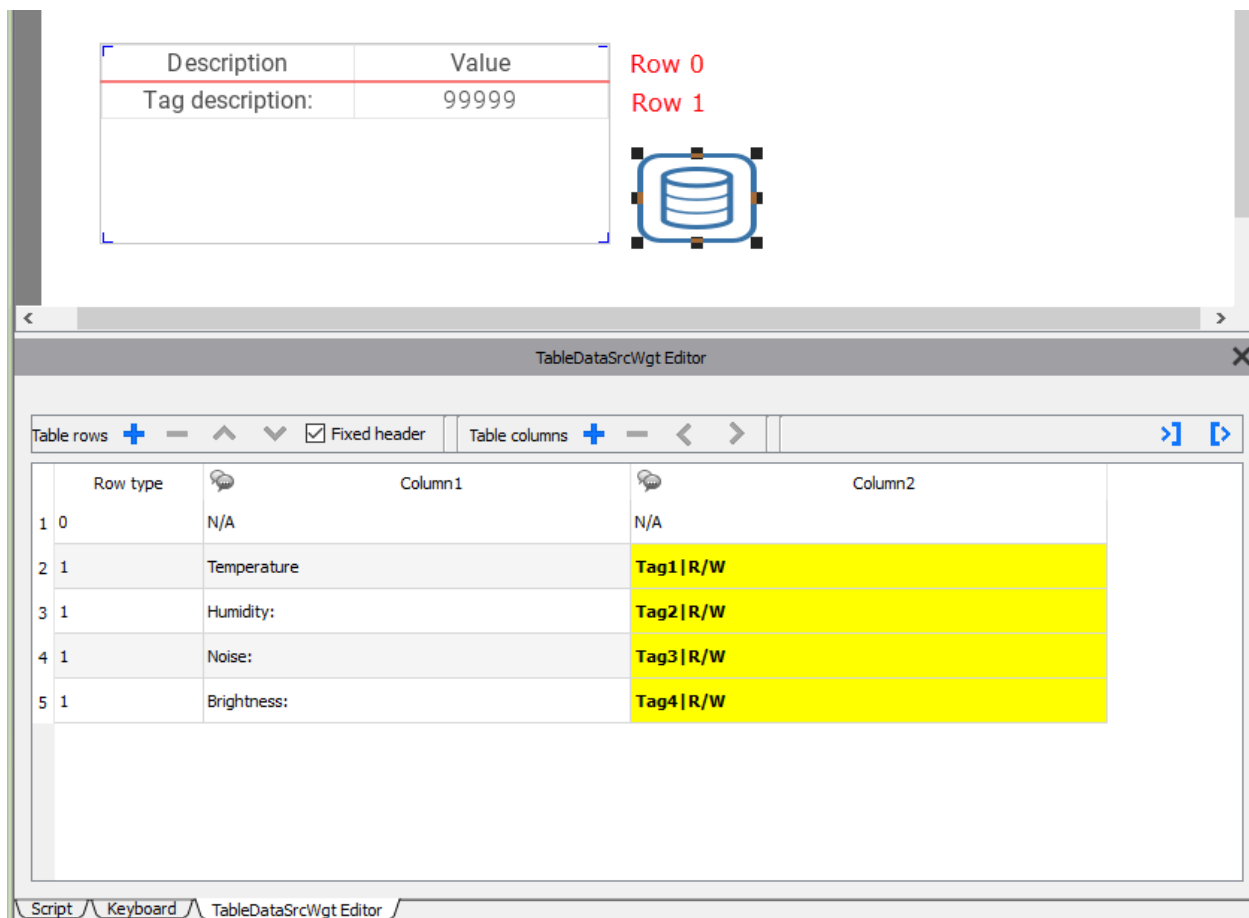 Description Value Row 0
Tag description: 99999 Row 1
TableDataSrcWgt Editor
Table rows Fixed header Table columns
Row type Column1 Column2
1 0 N/A N/A
2 1 Temperature Tag1|R/W
3 1 Humidity: Tag2|R/W
4 1 Noise: Tag3|R/W
5 1 Brightness: Tag4|R/W
Script Keyboard TableDataSrcWgt Editor